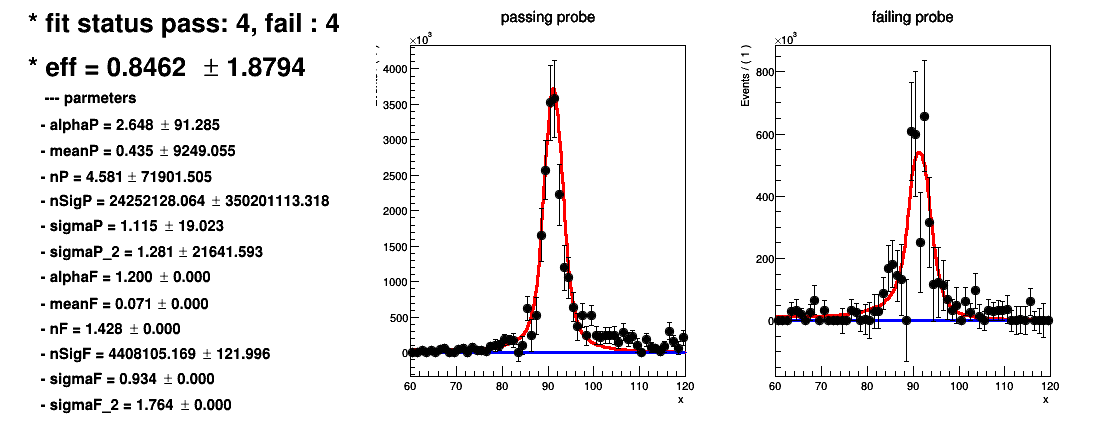 * fit status pass: 4, fail : 4
* eff = 0.8462 ± 1.8794
--- parmeters
- alphaP = 2.648 ± 91.285
- meanP = 0.435 ± 9249.055
- nP = 4.581 ± 71901.505
- nSigP = 24252128.064 ± 350201113.318
- sigmaP = 1.115 ± 19.023
- sigmaP_2 = 1.281 ± 21641.593
- alphaF = 1.200 ± 0.000
- meanF = 0.071 ± 0.000
- nF = 1.428 ± 0.000
- nSigF = 4408105.169 ± 121.996
- sigmaF = 0.934 ± 0.000
- sigmaF_2 = 1.764 ± 0.000
passing probe
×10³
4000
3500
3000
2500
2000
1500
1000
500
0
60 70 80 90 100 110 120
x
failing probe
×10³
Events / ( 1 )
800
600
400
200
0
60 70 80 90 100 110 120
x